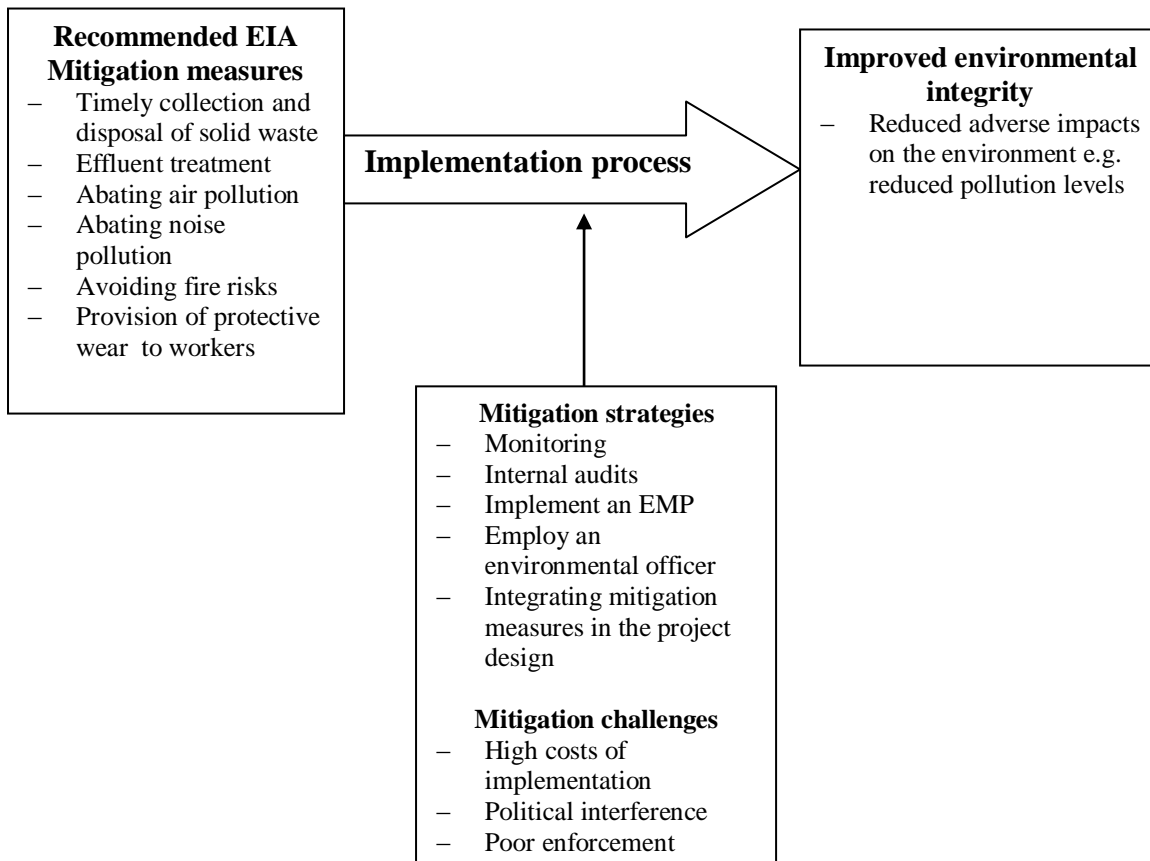 Recommended EIA
Mitigation measures
– Timely collection and
disposal of solid waste
– Effluent treatment
– Abating air pollution
– Abating noise
pollution
– Avoiding fire risks
– Provision of protective
wear to workers
Implementation process
Improved environmental
integrity
– Reduced adverse impacts
on the environment e.g.
reduced pollution levels
Mitigation strategies
– Monitoring
– Internal audits
– Implement an EMP
– Employ an
environmental officer
– Integrating mitigation
measures in the project
design
Mitigation challenges
– High costs of
implementation
– Political interference
– Poor enforcement